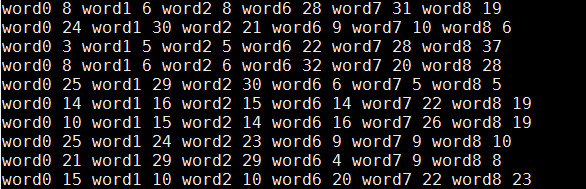 word0 8 word1 6 word2 8 word6 28 word7 31 word8 19
word0 24 word1 30 word2 21 word6 9 word7 10 word8 6
word0 3 word1 5 word2 5 word6 22 word7 28 word8 37
word0 8 word1 6 word2 6 word6 32 word7 20 word8 28
word0 25 word1 29 word2 30 word6 6 word7 5 word8 5
word0 14 word1 16 word2 15 word6 14 word7 22 word8 19
word0 10 word1 15 word2 14 word6 16 word7 26 word8 19
word0 25 word1 24 word2 23 word6 9 word7 9 word8 10
word0 21 word1 29 word2 29 word6 4 word7 9 word8 8
word0 15 word1 10 word2 10 word6 20 word7 22 word8 23